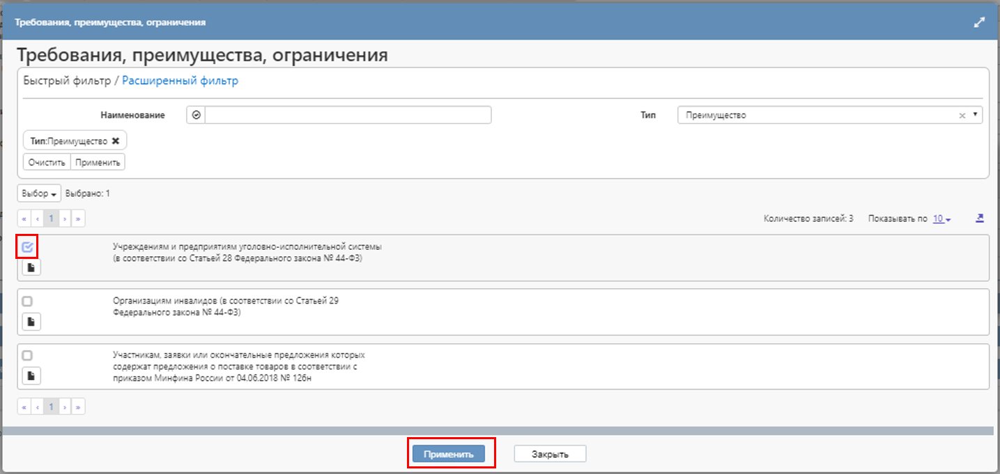 Требования, преимущества, ограничения
Требования, преимущества, ограничения
Быстрый фильтр / Расширенный фильтр
Наименование
Тип
Преимущество × ▼
Тип:Преимущество ✖
Очистить Применить
Выбор Выбрано: 1
« ‹ 1 › »
Количество записей: 3 Показывать по 10
Учреждениям и предприятиям уголовно-исполнительной системы
(в соответствии со Статьей 28 Федерального закона № 44-ФЗ)
Организациям инвалидов (в соответствии со Статьей 29
Федерального закона № 44-ФЗ)
Участникам, заявки или окончательные предложения которых
содержат предложения о поставке товаров в соответствии с
приказом Минфина России от 04.06.2018 № 126н
« ‹ 1 › »
Применить Закрыть